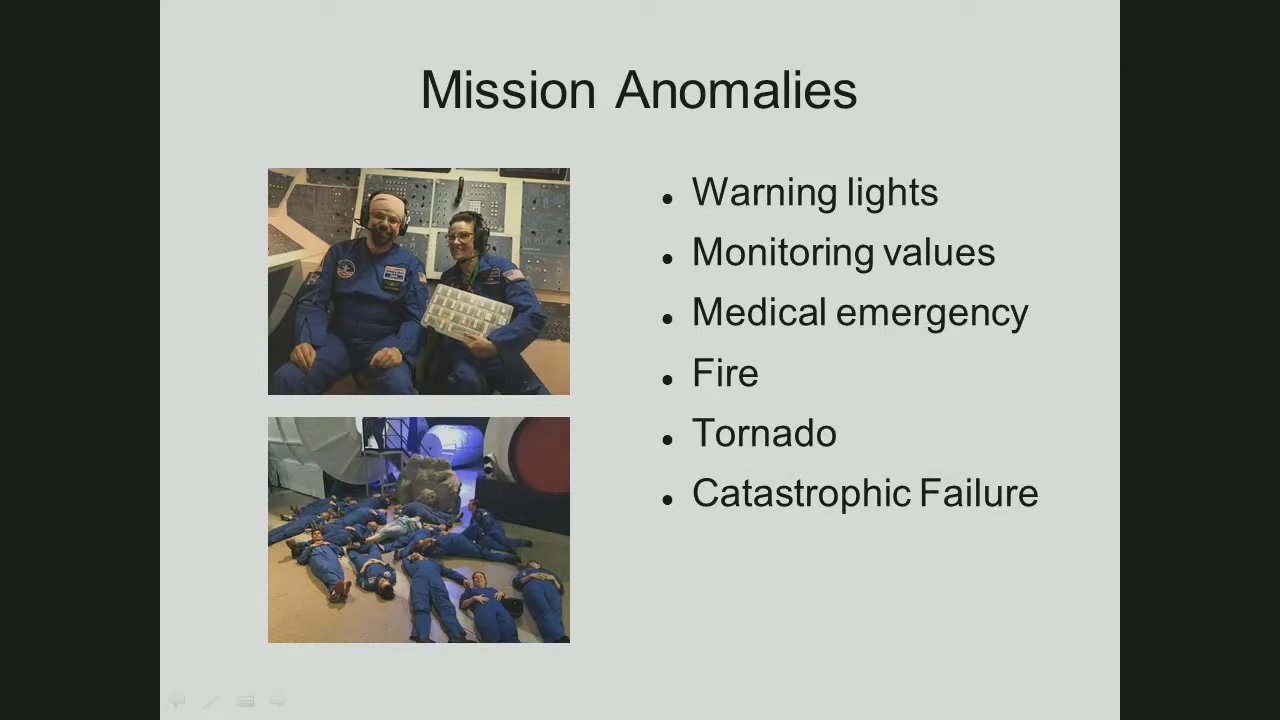 Mission Anomalies
Warning lights
Monitoring values
Medical emergency
Fire
Tornado
Catastrophic Failure